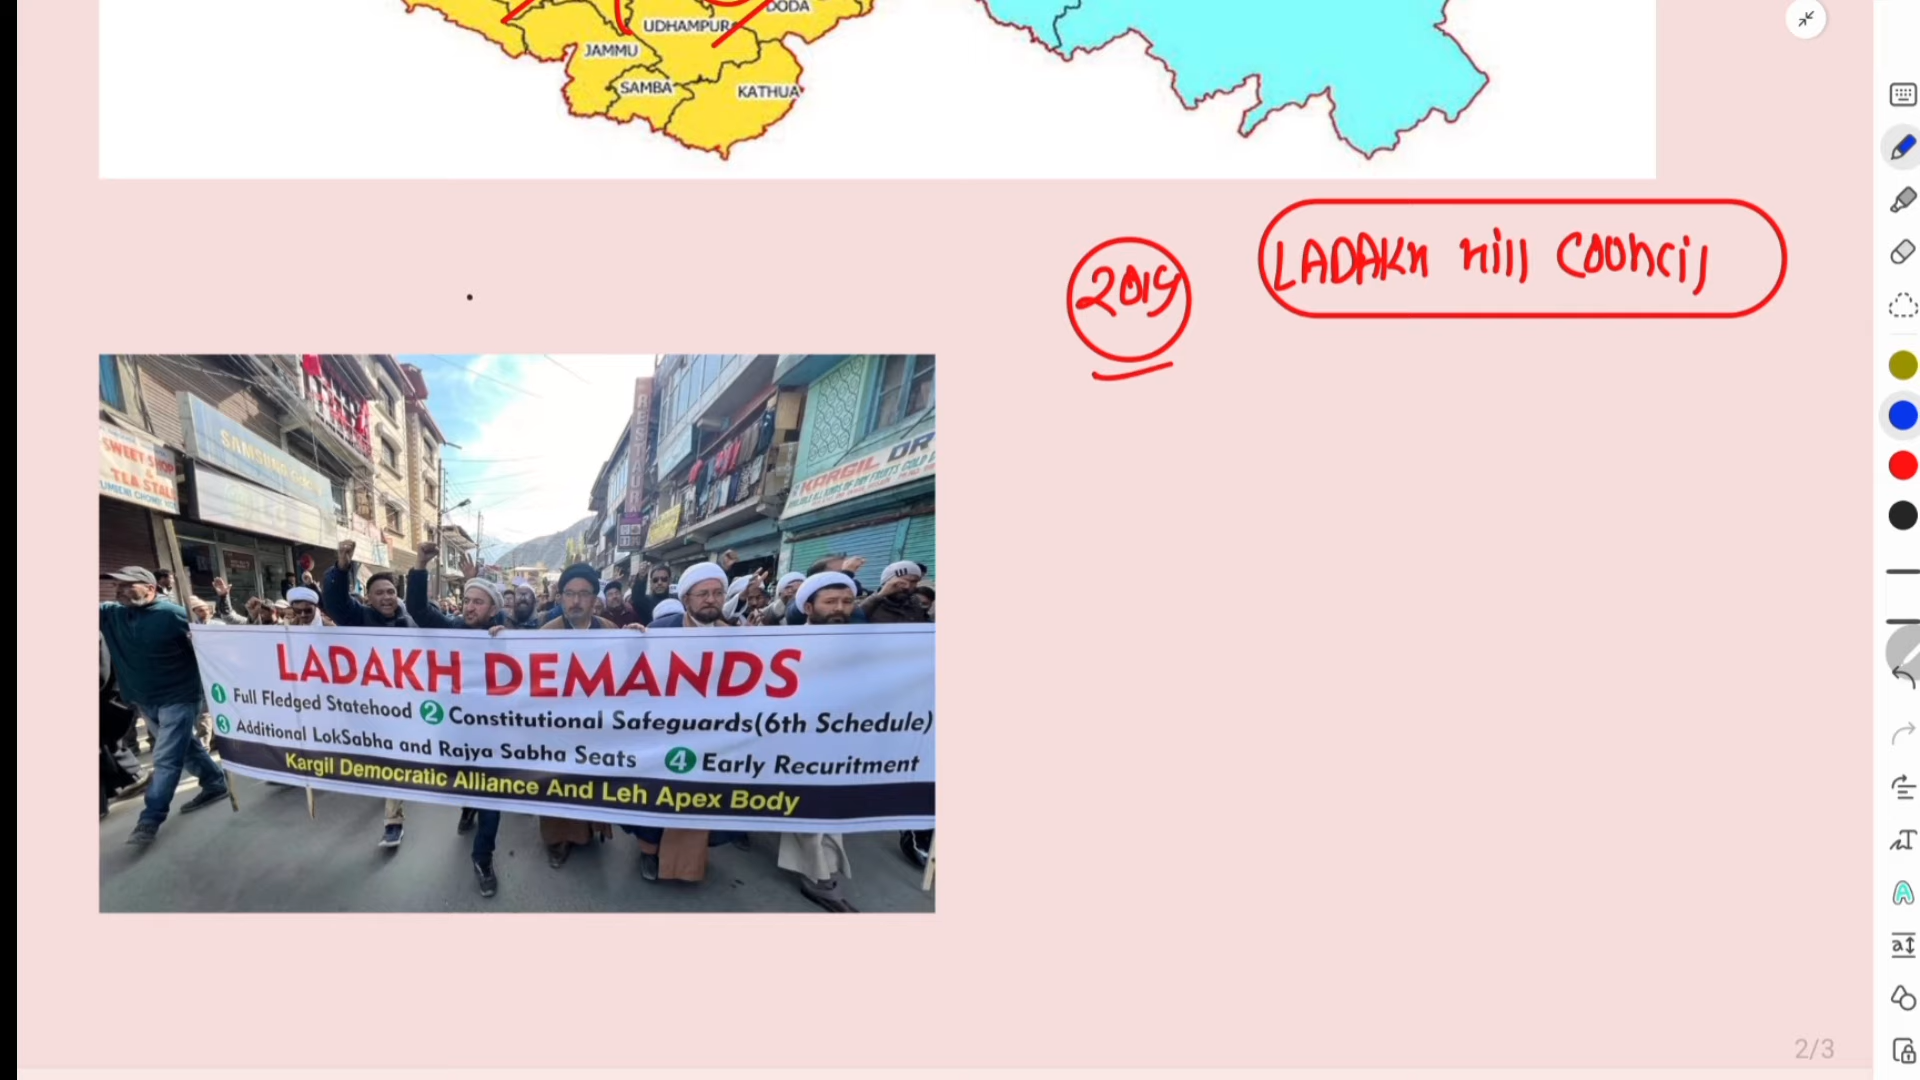 DODA
UDHAMPUR
JAMMU
SAMBA
KATHUA
LADAKh Hill Council
2019
SWEET SHOP
&
TEA STALL
SAMSUNG
RESTAURA
KARGIL DR
LADAKH DEMANDS
1 Full Fledged Statehood 2 Constitutional Safeguards(6th Schedule)
3 Additional LokSabha and Rajya Sabha Seats 4 Early Recuritment
Kargil Democratic Alliance And Leh Apex Body
2/3